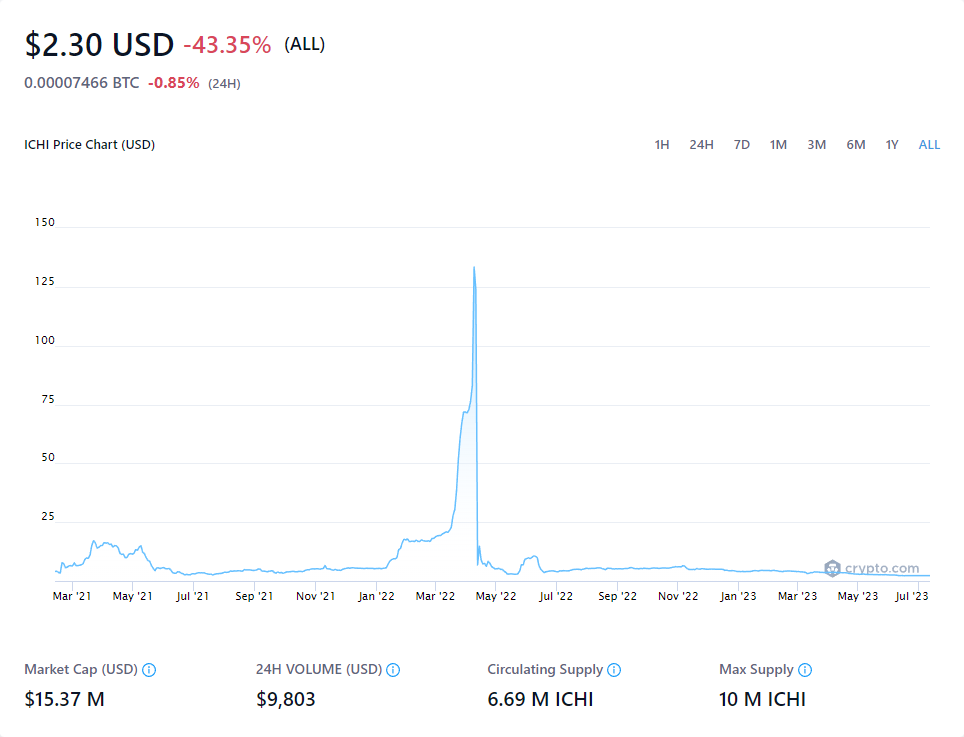 $2.30 USD -43.35% (ALL)
0.00007466 BTC -0.85% (24H)
ICHI Price Chart (USD) 1H 24H 7D 1M 3M 6M 1Y ALL
150
125
100
75
50
25
crypto.com
Mar '21 May '21 Jul '21 Sep '21 Nov '21 Jan '22 Mar '22 May '22 Jul '22 Sep '22 Nov '22 Jan '23 Mar '23 May '23 Jul '23
Market Cap (USD) 24H VOLUME (USD) Circulating Supply Max Supply
$15.37 M $9,803 6.69 M ICHI 10 M ICHI